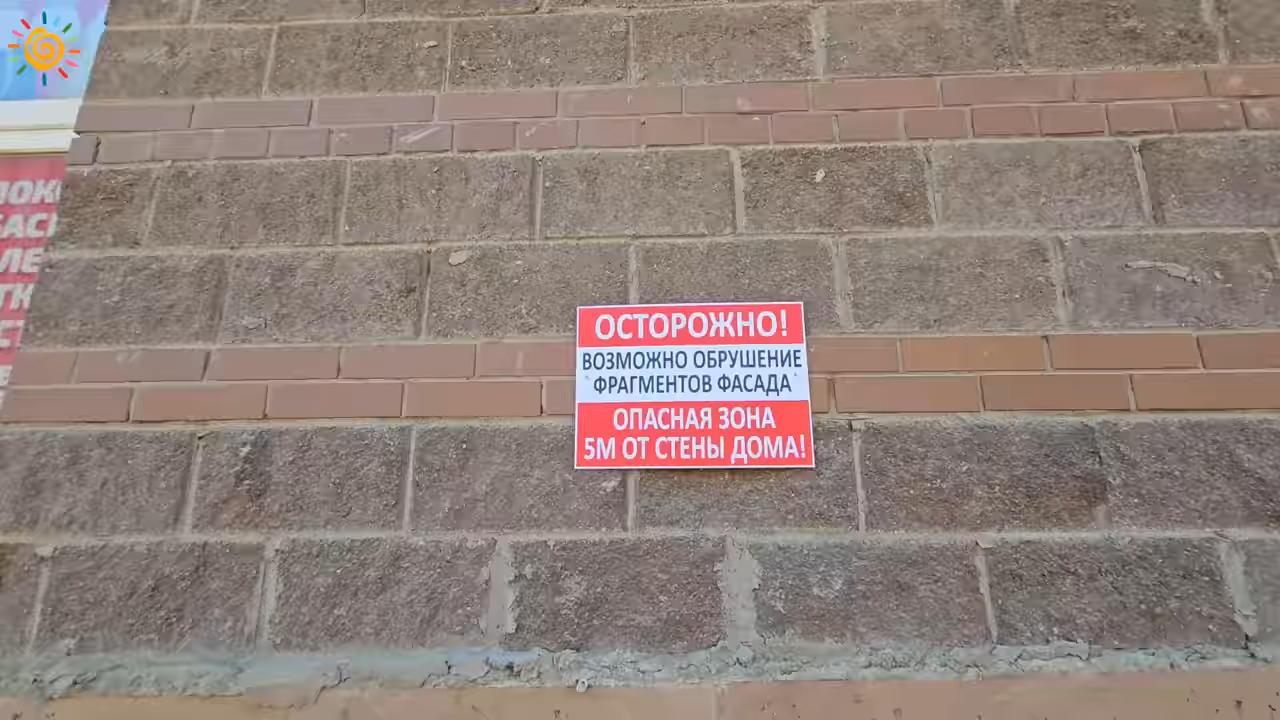 ОСТОРОЖНО!
ВОЗМОЖНО ОБРУШЕНИЕ
ФРАГМЕНТОВ ФАСАДА
ОПАСНАЯ ЗОНА
5М ОТ СТЕНЫ ДОМА!